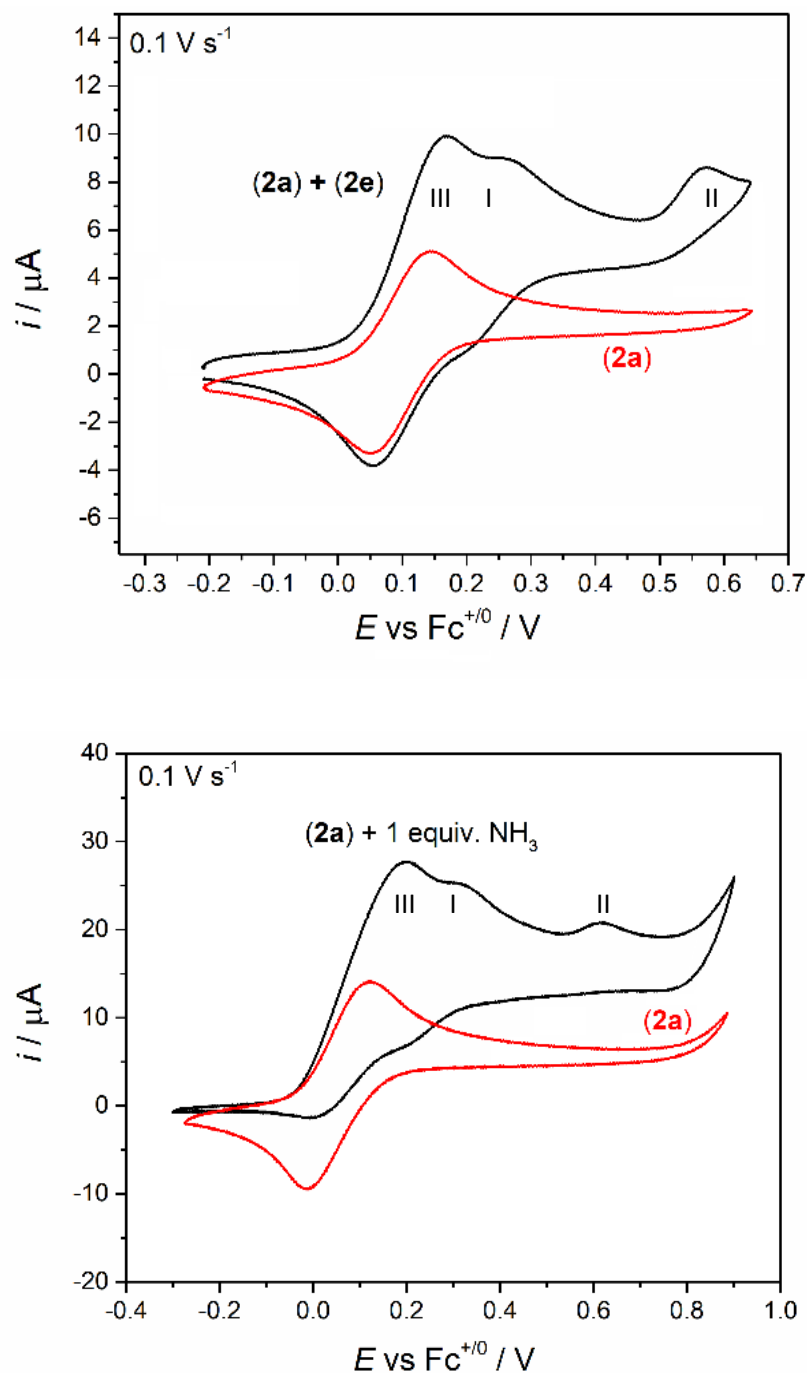 0.1 V s⁻¹
14
12
10
8
6
4
2
0
-2
-4
-6
i / µA
(2a) + (2e)
III I II
(2a)
-0.3 -0.2 -0.1 0.0 0.1 0.2 0.3 0.4 0.5 0.6 0.7
E vs Fc⁺ᐟ⁰ / V
0.1 V s⁻¹
40
30
20
10
0
-10
-20
i / µA
(2a) + 1 equiv. NH₃
III I II
(2a)
-0.4 -0.2 0.0 0.2 0.4 0.6 0.8 1.0
E vs Fc⁺ᐟ⁰ / V